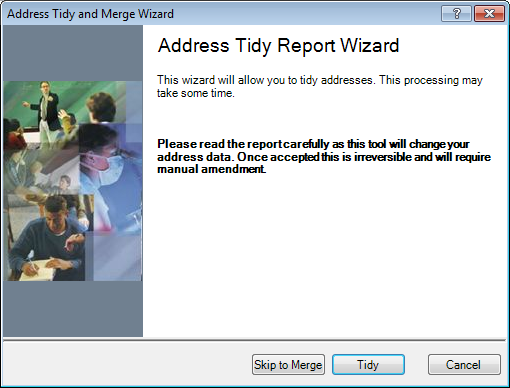 Address Tidy and Merge Wizard
Address Tidy Report Wizard
This wizard will allow you to tidy addresses. This processing may
take some time.
Please read the report carefully as this tool will change your
address data. Once accepted this is irreversible and will require
manual amendment.
Skip to Merge
Tidy
Cancel